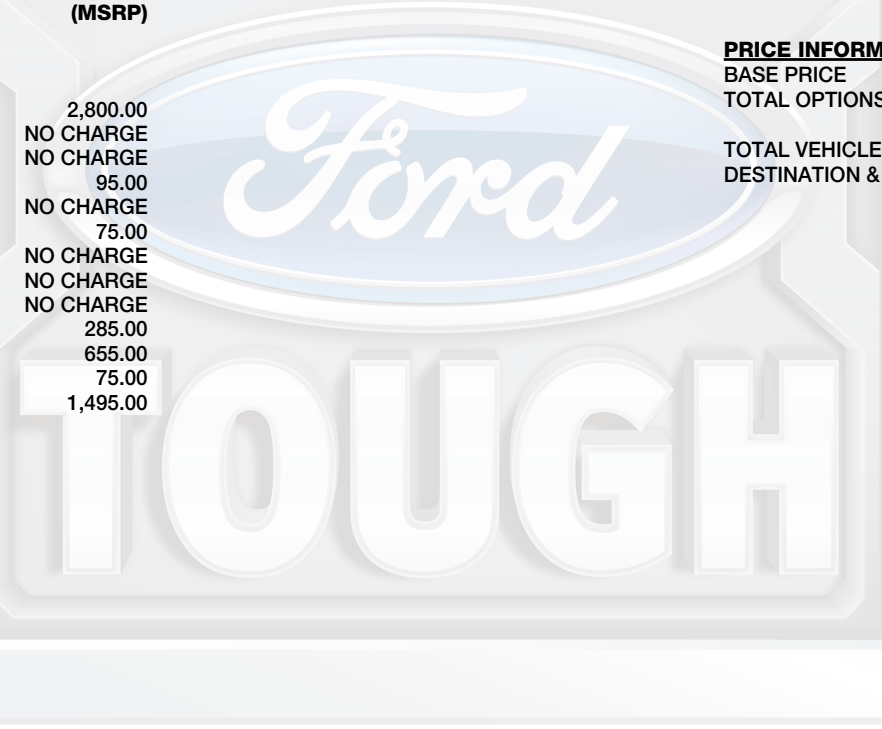 (MSRP)
2,800.00
NO CHARGE
NO CHARGE
95.00
NO CHARGE
75.00
NO CHARGE
NO CHARGE
NO CHARGE
285.00
655.00
75.00
1,495.00
PRICE INFORM
BASE PRICE
TOTAL OPTIONS
TOTAL VEHICLE
DESTINATION &
Ford
TOUGH